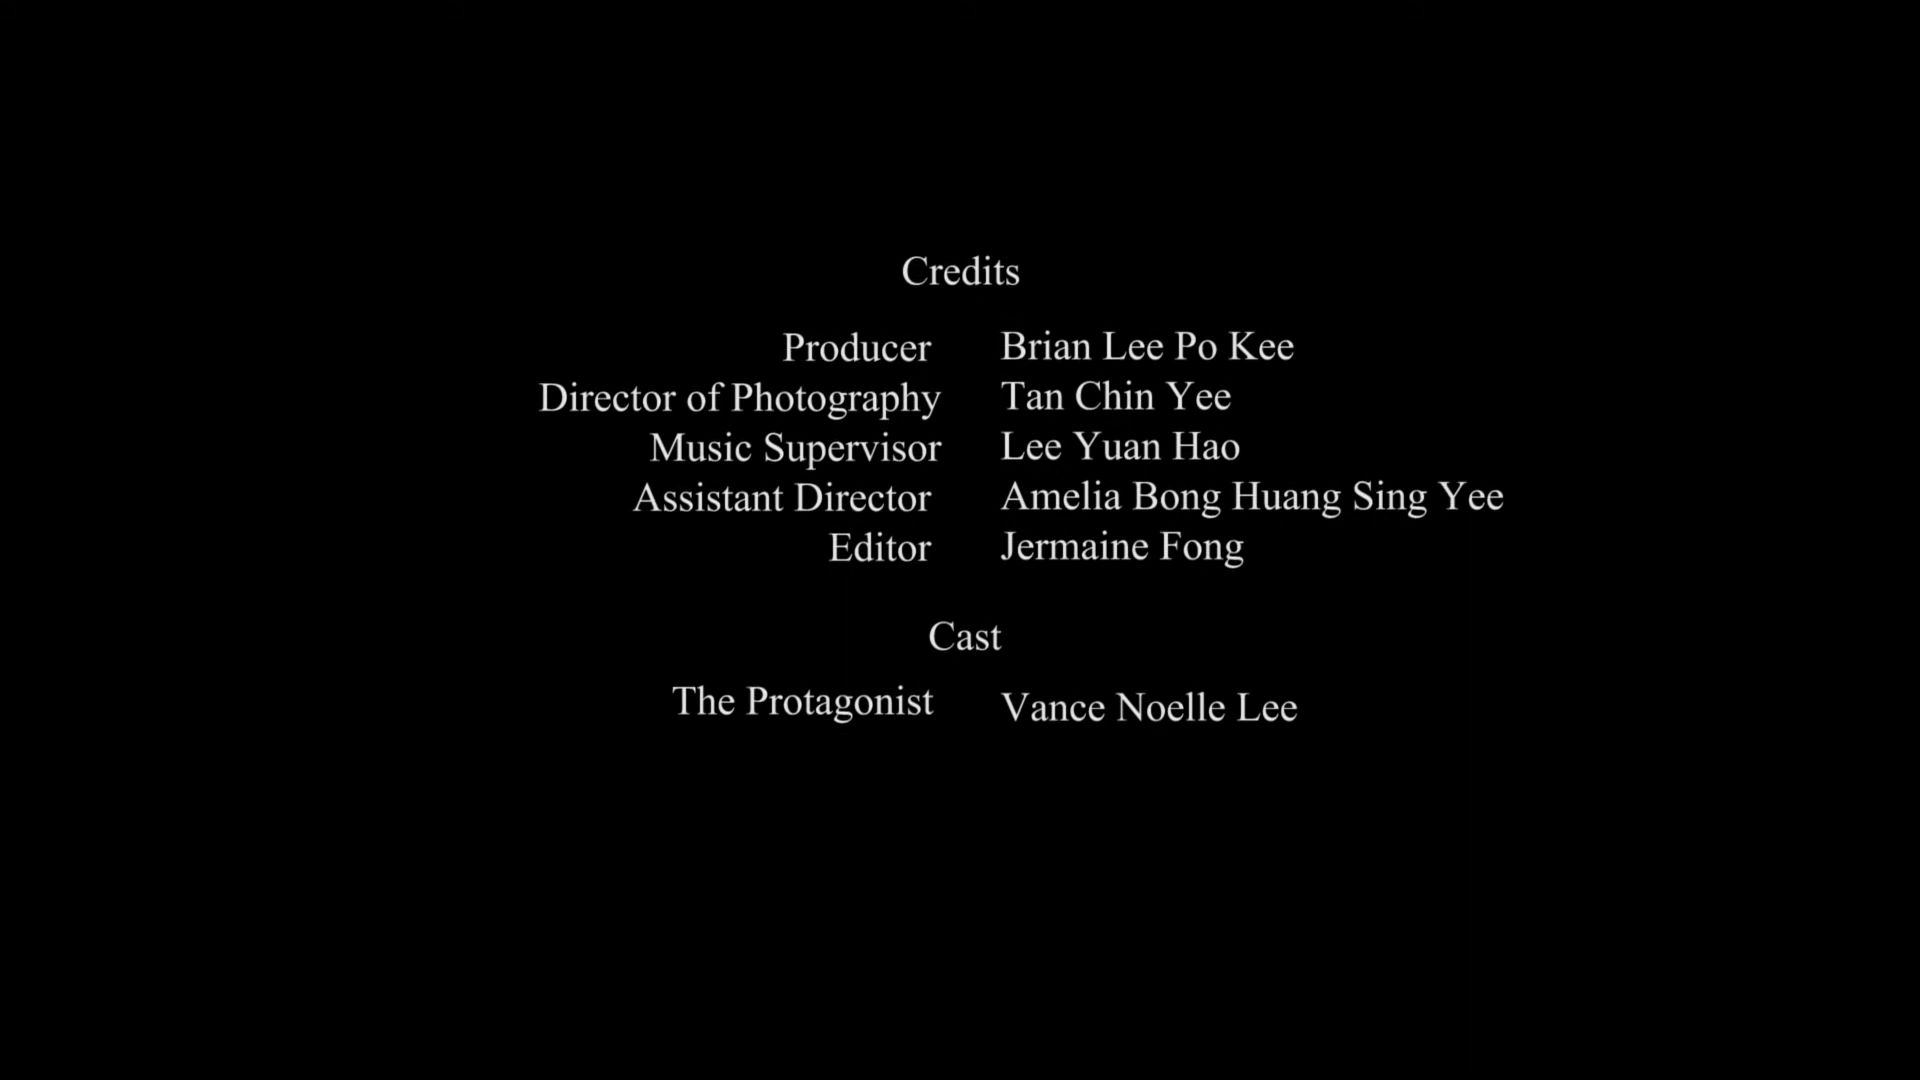 Credits
Producer Brian Lee Po Kee
Director of Photography Tan Chin Yee
Music Supervisor Lee Yuan Hao
Assistant Director Amelia Bong Huang Sing Yee
Editor Jermaine Fong
Cast
The Protagonist Vance Noelle Lee